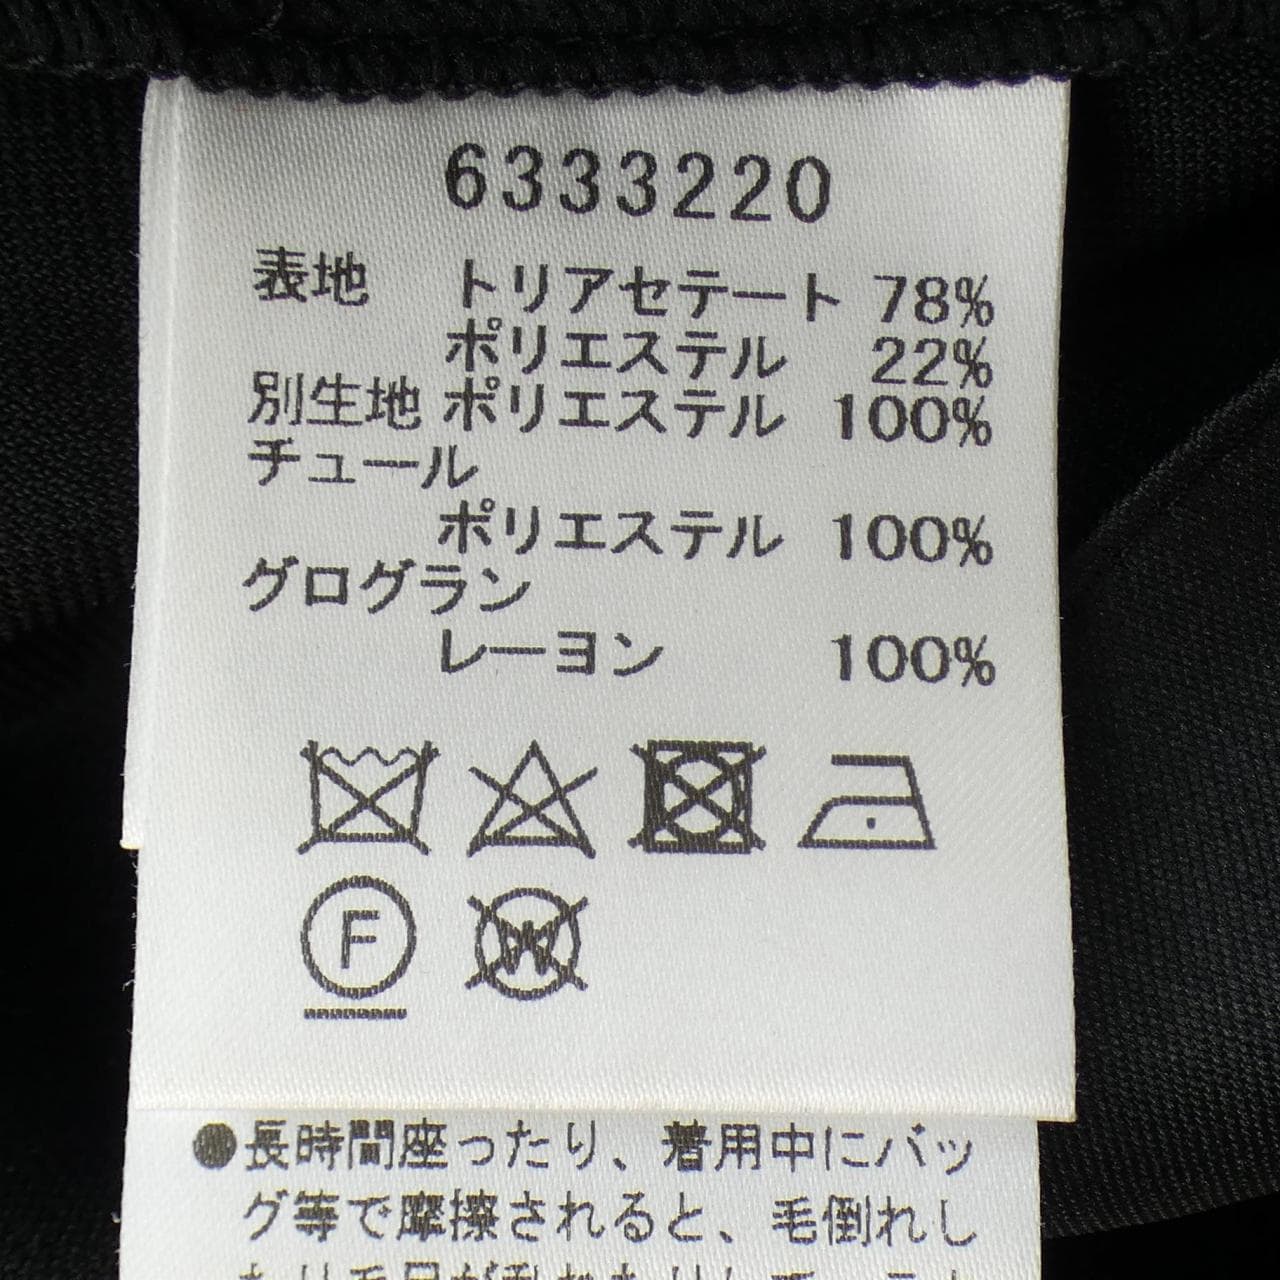 6333220
表地 トリアセテート 78%
ポリエステル 22%
別生地 ポリエステル 100%
チュール
ポリエステル 100%
グログラン
レーヨン 100%
F
W
●長時間座ったり、着用中にバッ
グ等で摩擦されると、毛倒れし